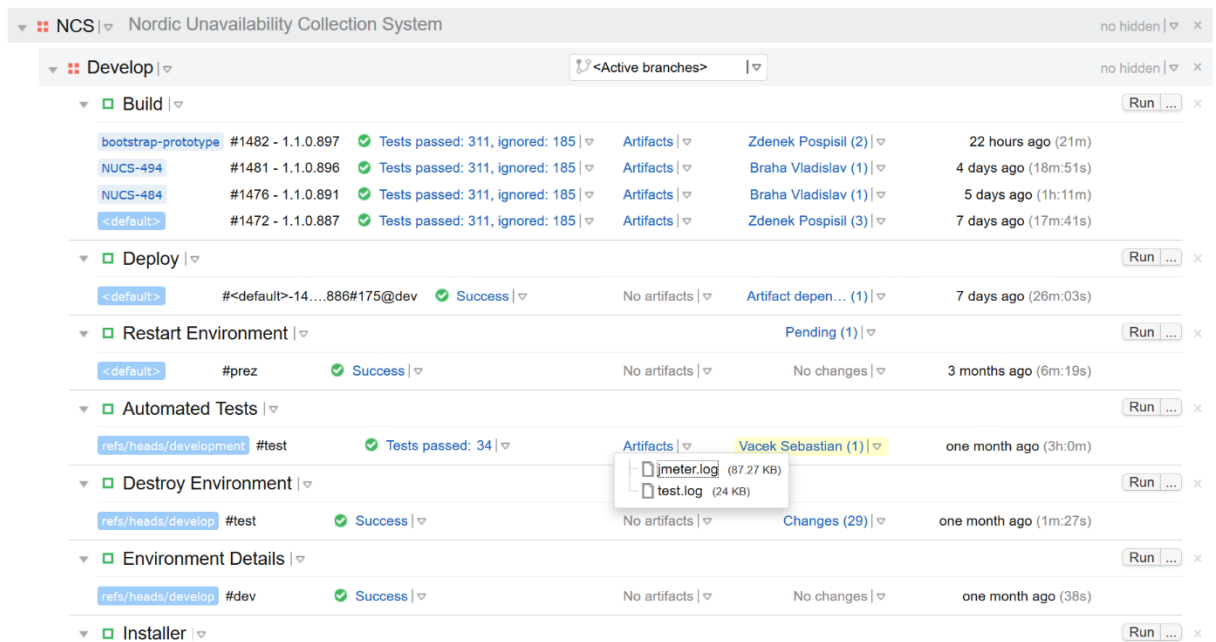 NCS Nordic Unavailability Collection System no hidden
Develop <Active branches> no hidden
Build Run ...
bootstrap-prototype #1482 - 1.1.0.897 Tests passed: 311, ignored: 185 Artifacts Zdenek Pospisil (2) 22 hours ago (21m)
NUCS-494 #1481 - 1.1.0.896 Tests passed: 311, ignored: 185 Artifacts Braha Vladislav (1) 4 days ago (18m:51s)
NUCS-484 #1476 - 1.1.0.891 Tests passed: 311, ignored: 185 Artifacts Braha Vladislav (1) 5 days ago (1h:11m)
<default> #1472 - 1.1.0.887 Tests passed: 311, ignored: 185 Artifacts Zdenek Pospisil (3) 7 days ago (17m:41s)
Deploy Run ...
<default> #<default>-14....886#175@dev Success No artifacts Artifact depen... (1) 7 days ago (26m:03s)
Restart Environment Pending (1) Run ...
<default> #prez Success No artifacts No changes 3 months ago (6m:19s)
Automated Tests Run ...
refs/heads/development #test Tests passed: 34 Artifacts Vacek Sebastian (1) one month ago (3h:0m)
jmeter.log (87.27 KB)
Destroy Environment Run ...
test.log (24 KB)
refs/heads/develop #test Success No artifacts Changes (29) one month ago (1m:27s)
Environment Details Run ...
refs/heads/develop #dev Success No artifacts No changes one month ago (38s)
Installer Run ...